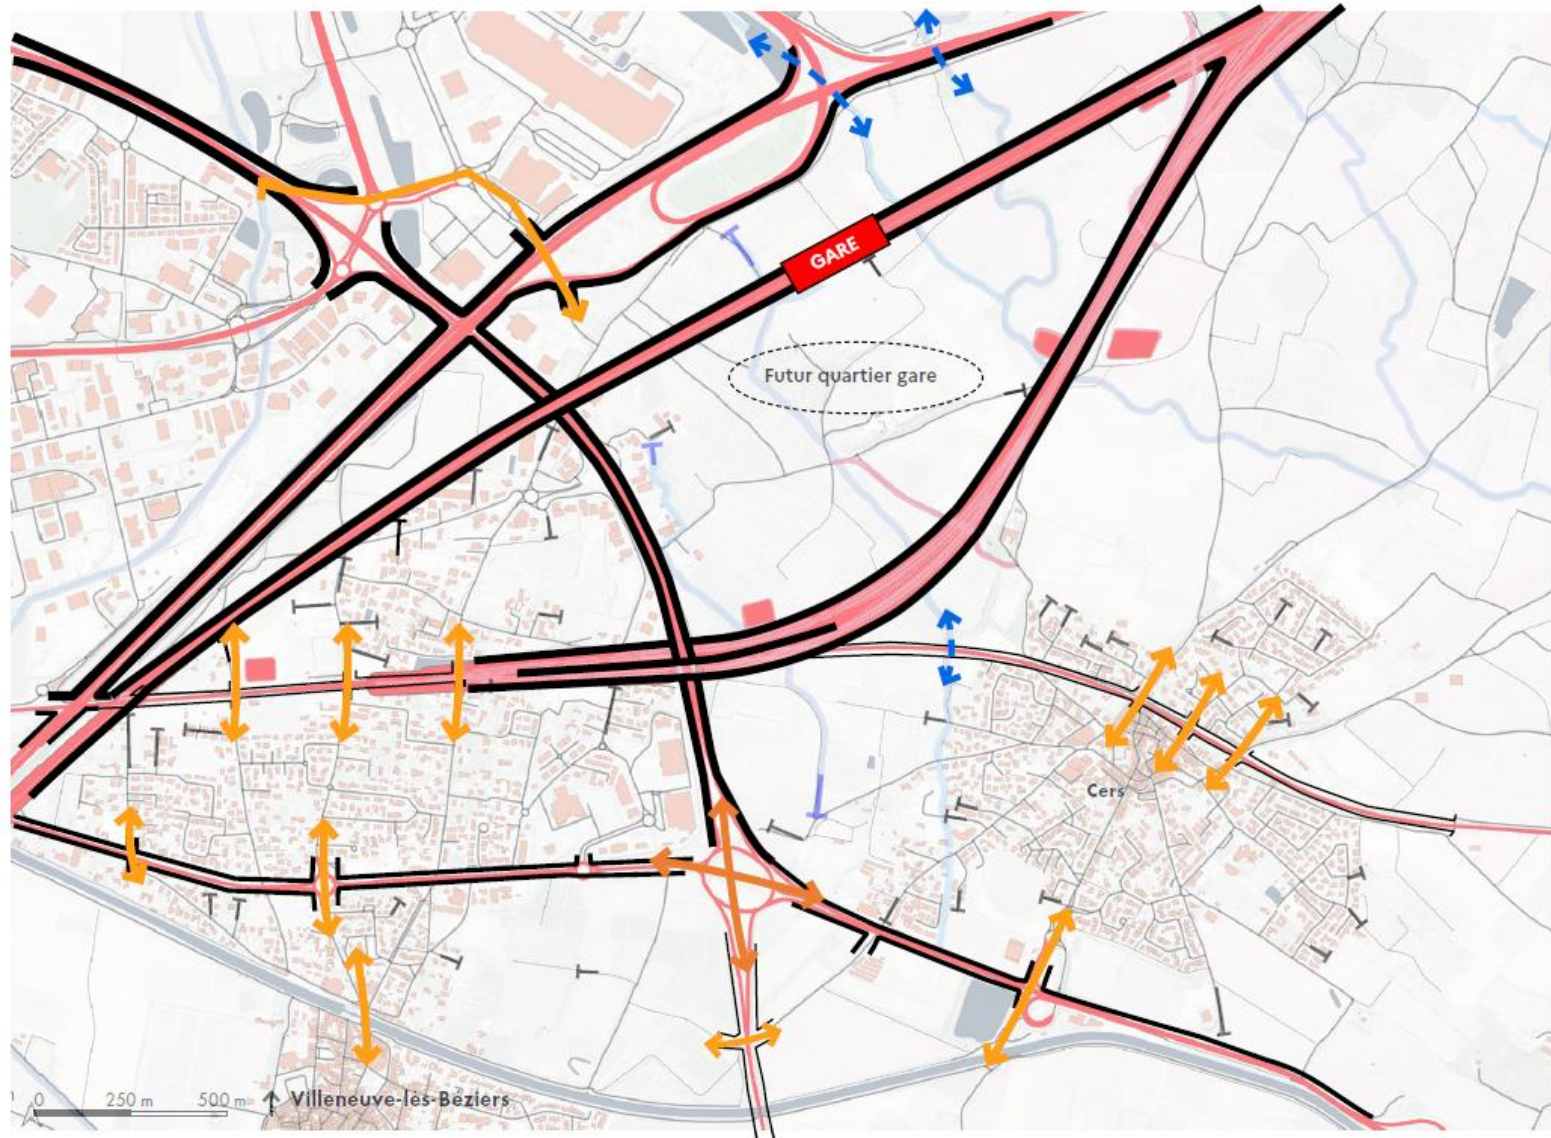 GARE
Futur quartier gare
Cers
0 250 m 500 m
Villeneuve-lès-Béziers